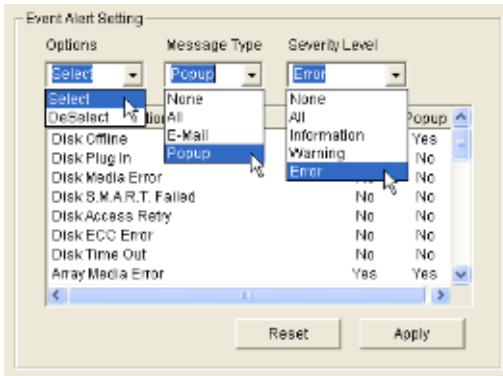 Event Alert Setting
Options Message Type Severity Level
Select Popup Error
Select None None
DeSelect All All Popup
Disk Offline E-Mail Information Yes
Disk Plug In Popup Warning No
Disk Media Error Error No
Disk S.M.A.R.T. Failed No No
Disk Access Retry No No
Disk ECC Error No No
Disk Time Out No No
Array Media Error Yes Yes
Reset Apply